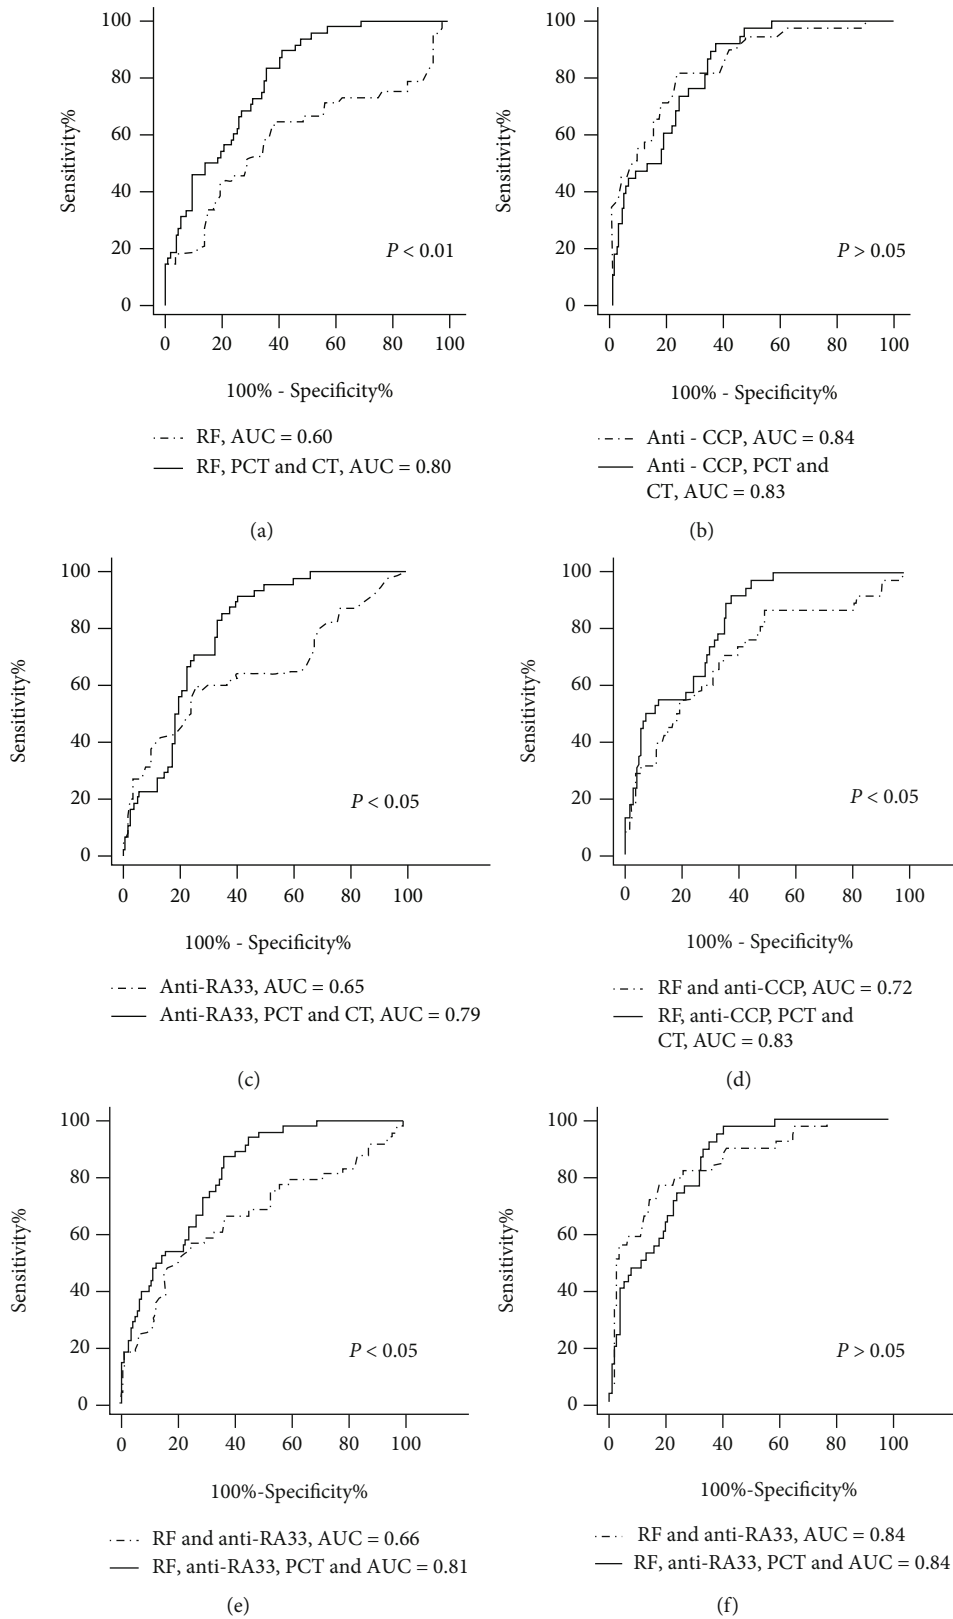 100
80
60
40
20
0
Sensitivity%
P < 0.01
0 20 40 60 80 100
100% - Specificity%
RF, AUC = 0.60
RF, PCT and CT, AUC = 0.80
(a)
100
80
60
40
20
0
Sensitivity%
P > 0.05
0 20 40 60 80 100
100% - Specificity%
Anti - CCP, AUC = 0.84
Anti - CCP, PCT and
CT, AUC = 0.83
(b)
100
80
60
40
20
0
Sensitivity%
P < 0.05
0 20 40 60 80 100
100% - Specificity%
Anti-RA33, AUC = 0.65
Anti-RA33, PCT and CT, AUC = 0.79
(c)
100
80
60
40
20
0
Sensitivity%
P < 0.05
0 20 40 60 80 100
100% - Specificity%
RF and anti-CCP, AUC = 0.72
RF, anti-CCP, PCT and
CT, AUC = 0.83
(d)
100
80
60
40
20
0
Sensitivity%
P < 0.05
0 20 40 60 80 100
100%-Specificity%
RF and anti-RA33, AUC = 0.66
RF, anti-RA33, PCT and AUC = 0.81
(e)
100
80
60
40
20
0
Sensitivity%
P > 0.05
0 20 40 60 80 100
100%-Specificity%
RF and anti-RA33, AUC = 0.84
RF, anti-RA33, PCT and AUC = 0.84
(f)